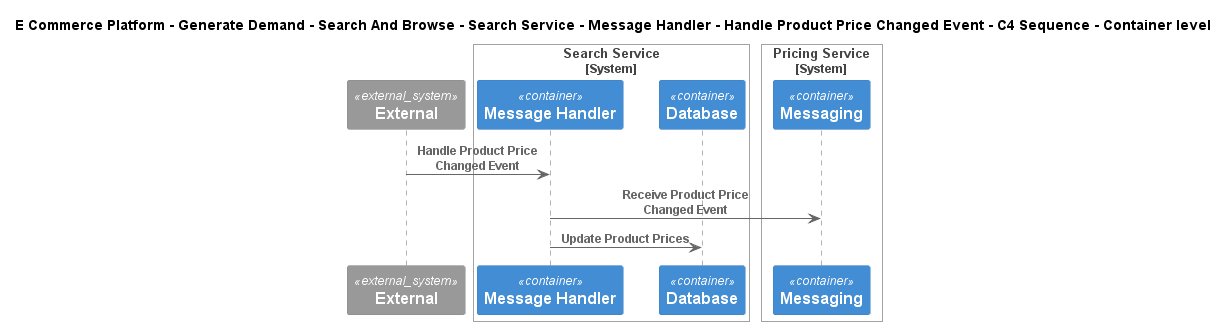 E Commerce Platform - Generate Demand - Search And Browse - Search Service - Message Handler - Handle Product Price Changed Event - C4 Sequence - Container level
Search Service
[System]
Pricing Service
[System]
«external_system»
External
«container»
Message Handler
«container»
Database
«container»
Messaging
Handle Product Price
Changed Event
Receive Product Price
Changed Event
Update Product Prices
«external_system»
External
«container»
Message Handler
«container»
Database
«container»
Messaging